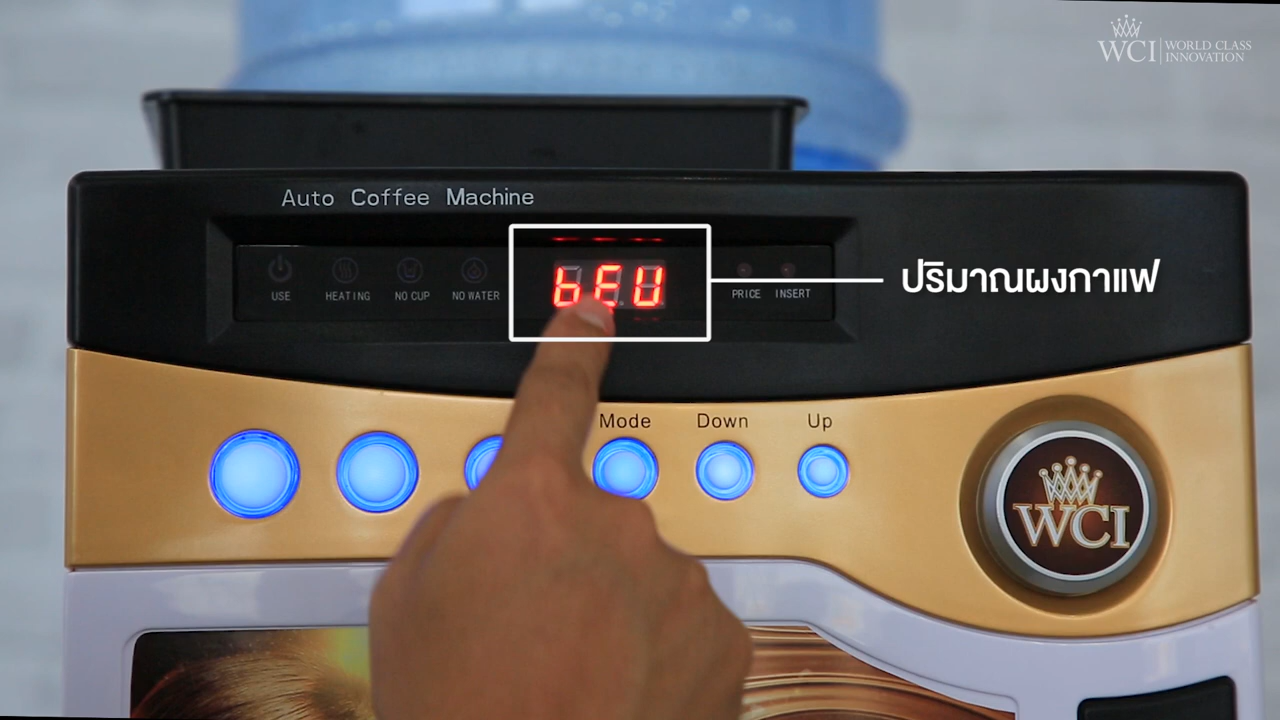 WCI WORLD CLASS
INNOVATION
Auto Coffee Machine
bEU
USE HEATING NO CUP NO WATER PRICE INSERT
ปริมาณผงกาแฟ
Mode Down Up
WCI